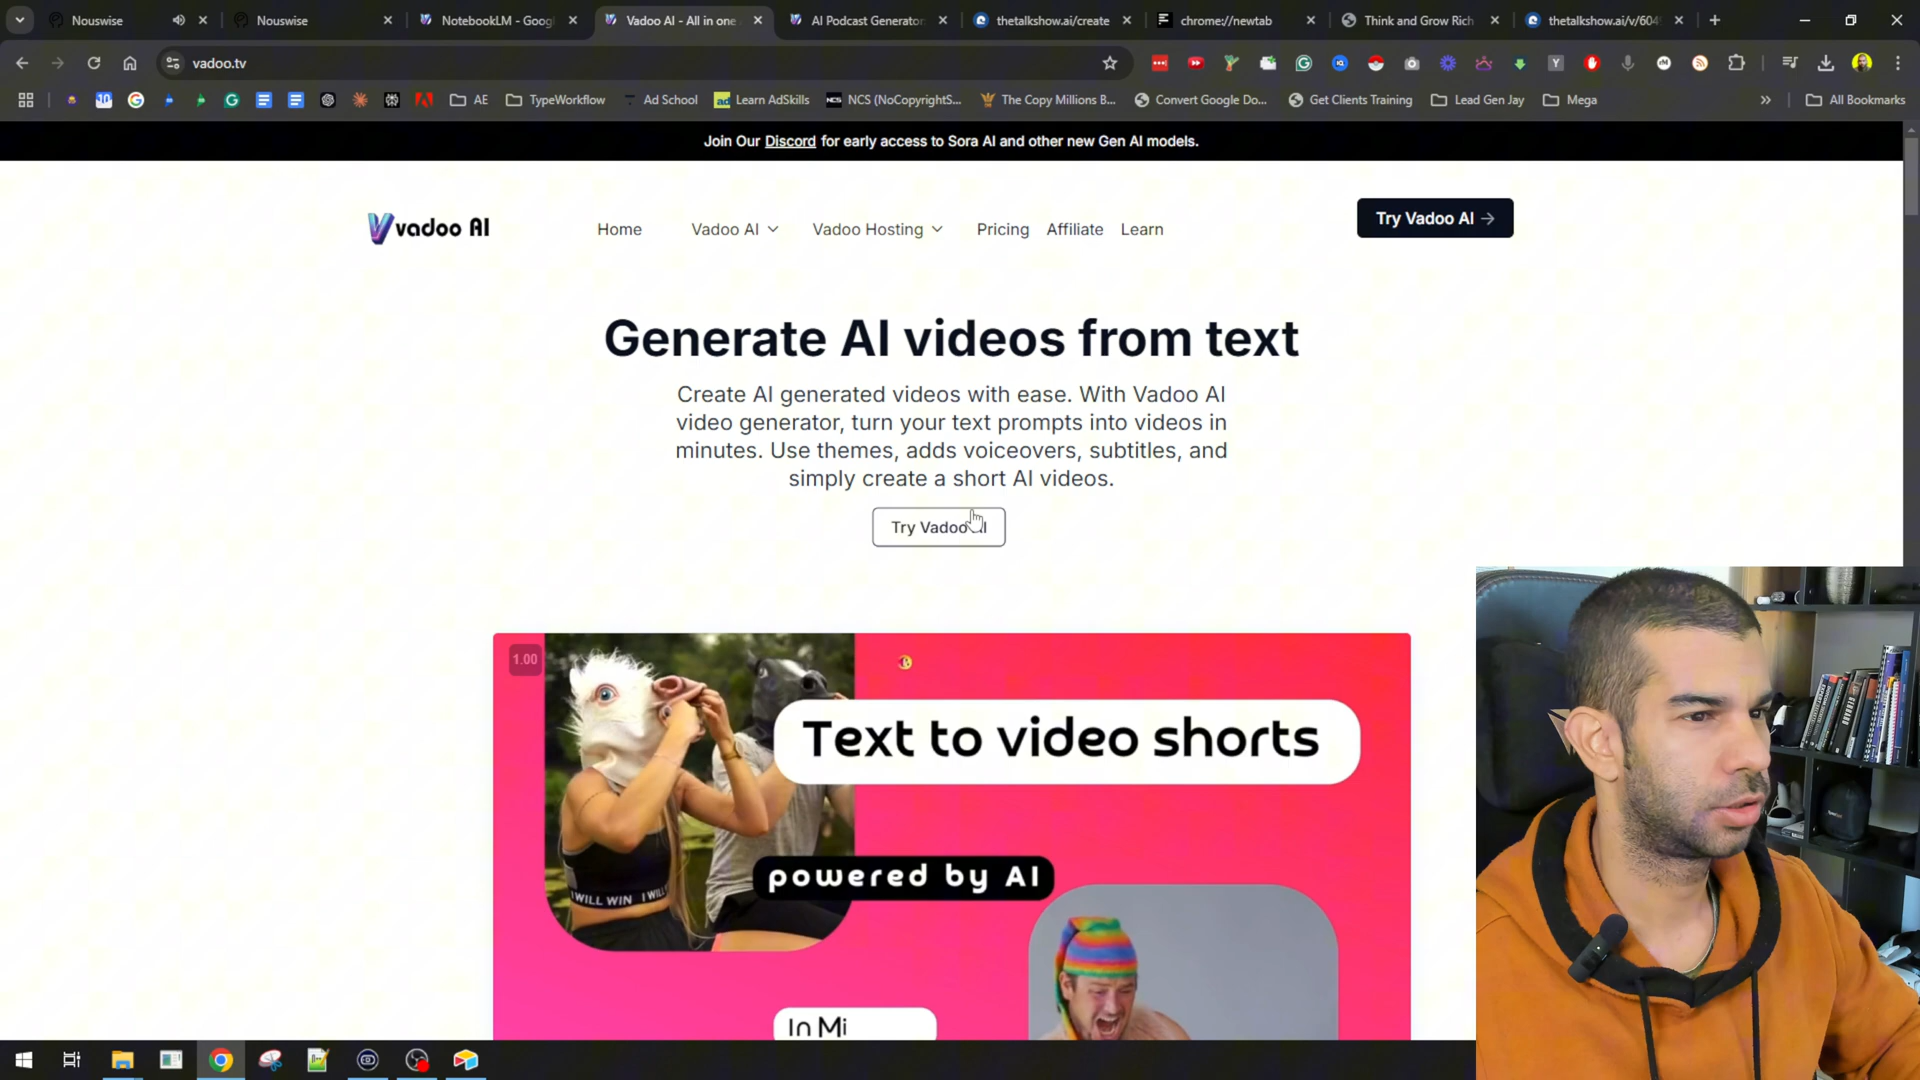 Nouswise
Nouswise
NotebookLM - Goog
Vadoo AI - All in one
AI Podcast Generator
thetalkshow.ai/create
chrome://newtab
Think and Grow Rich
thetalkshow.ai/v/604
vadoo.tv
AE
TypeWorkflow
Ad School
Learn AdSkills
NCS (NoCopyrightS...
The Copy Millions B...
Convert Google Do...
Get Clients Training
Lead Gen Jay
Mega
All Bookmarks
Join Our Discord for early access to Sora AI and other new Gen AI models.
vadoo AI
Home
Vadoo AI
Vadoo Hosting
Pricing
Affiliate
Learn
Try Vadoo AI
Generate AI videos from text
Create AI generated videos with ease. With Vadoo AI
video generator, turn your text prompts into videos in
minutes. Use themes, adds voiceovers, subtitles, and
simply create a short AI videos.
Try Vadoo AI
1.00
Text to video shorts
powered by AI
I WILL WIN
In Mi